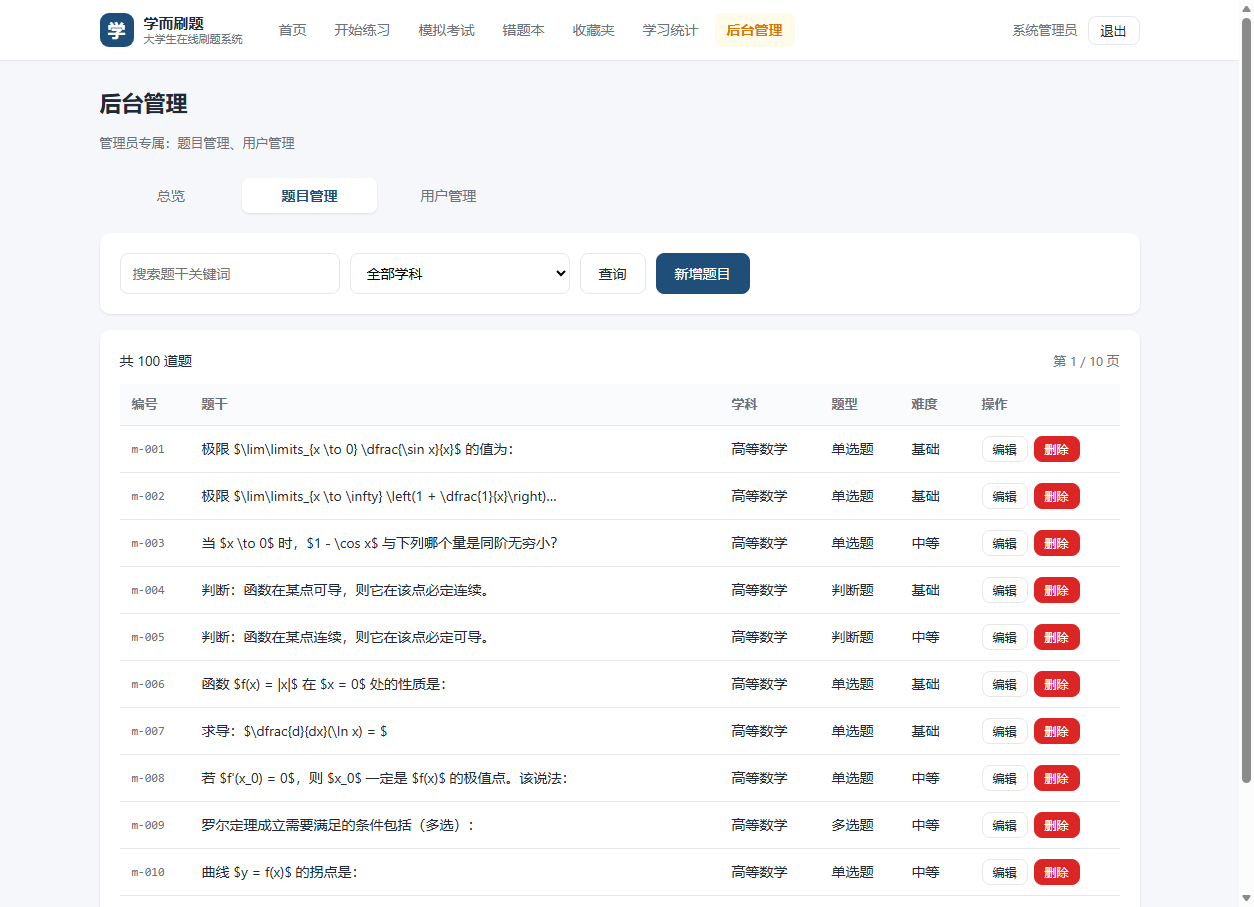 学
学而刷题
大学生在线刷题系统
首页 开始练习 模拟考试 错题本 收藏夹 学习统计 后台管理 系统管理员 退出
后台管理
管理员专属：题目管理、用户管理
总览 题目管理 用户管理
搜索题干关键词 全部学科 查询 新增题目
共 100 道题 第 1 / 10 页
编号 题干 学科 题型 难度 操作
m-001 极限 $\lim\limits_{x \to 0} \dfrac{\sin x}{x}$ 的值为： 高等数学 单选题 基础 编辑 删除
m-002 极限 $\lim\limits_{x \to \infty} \left(1 + \dfrac{1}{x}\right)... 高等数学 单选题 基础 编辑 删除
m-003 当 $x \to 0$ 时，$1 - \cos x$ 与下列哪个量是同阶无穷小？ 高等数学 单选题 中等 编辑 删除
m-004 判断：函数在某点可导，则它在该点必定连续。 高等数学 判断题 基础 编辑 删除
m-005 判断：函数在某点连续，则它在该点必定可导。 高等数学 判断题 中等 编辑 删除
m-006 函数 $f(x) = |x|$ 在 $x = 0$ 处的性质是： 高等数学 单选题 基础 编辑 删除
m-007 求导：$\dfrac{d}{dx}(\ln x) = $ 高等数学 单选题 基础 编辑 删除
m-008 若 $f'(x_0) = 0$，则 $x_0$ 一定是 $f(x)$ 的极值点。该说法： 高等数学 单选题 中等 编辑 删除
m-009 罗尔定理成立需要满足的条件包括（多选）： 高等数学 多选题 中等 编辑 删除
m-010 曲线 $y = f(x)$ 的拐点是： 高等数学 单选题 中等 编辑 删除